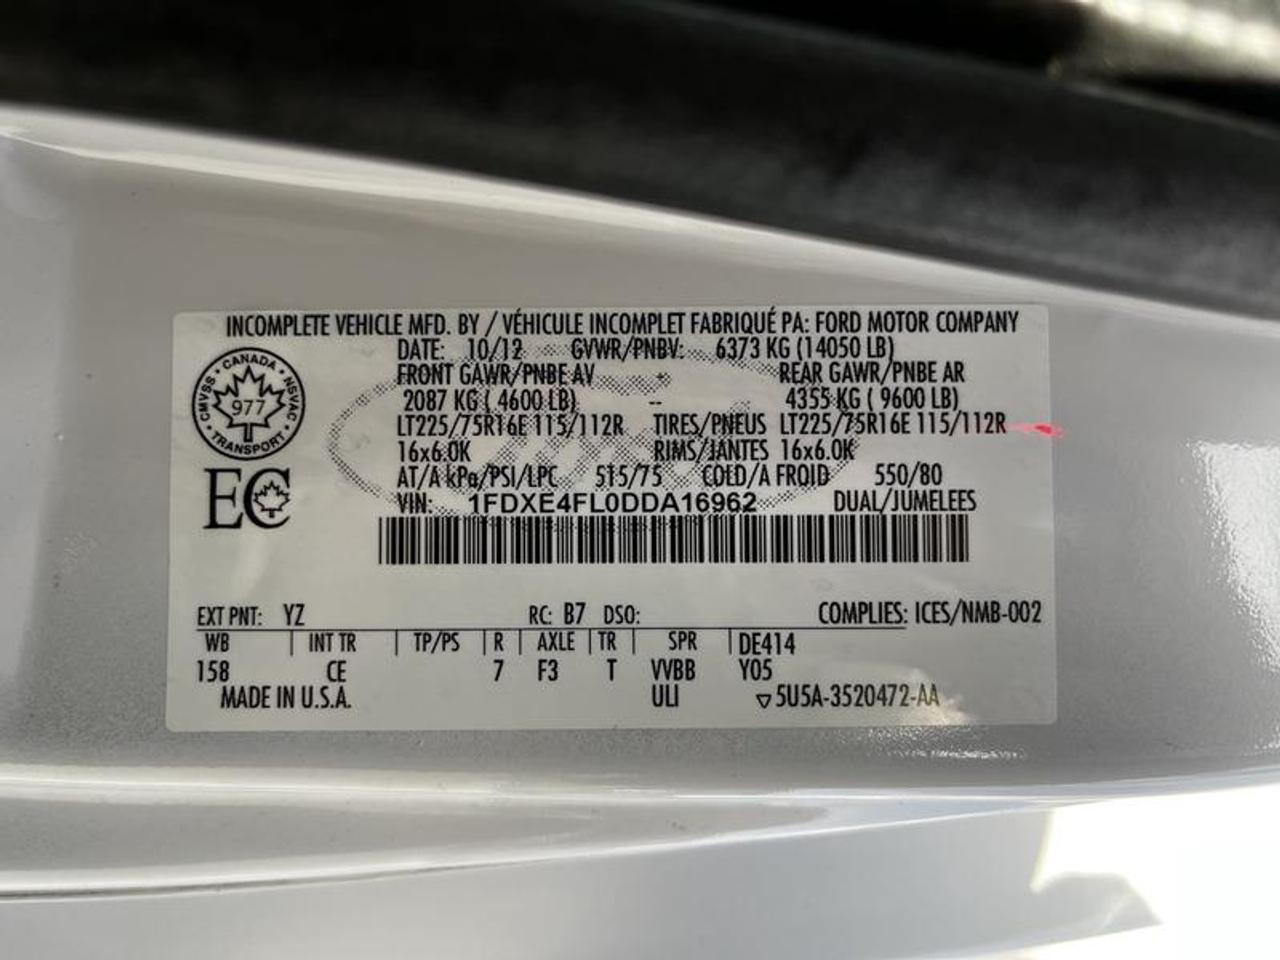 INCOMPLETE VEHICLE MFD. BY / VÉHICULE INCOMPLET FABRIQUÉ PA: FORD MOTOR COMPANY
DATE: 10/12 GVWR/PNBV: 6373 KG (14050 LB)
FRONT GAWR/PNBE AV REAR GAWR/PNBE AR
2087 KG ( 4600 LB) -- 4355 KG ( 9600 LB)
LT225/75R16E 115/112R TIRES/PNEUS LT225/75R16E 115/112R
16x6.0K RIMS/JANTES 16x6.0K
AT/A kPa/PSI/LPC 515/75 COLD/A FROID 550/80
VIN: 1FDXE4FL0DDA16962 DUAL/JUMELEES
CANADA
CMVSS 977 NSVAC
TRANSPORT
EC
EXT PNT: YZ RC: B7 DSO: COMPLIES: ICES/NMB-002
WB | INT TR | TP/PS | R | AXLE | TR | SPR | DE414
158 CE 7 F3 T VVBB Y05
MADE IN U.S.A. ULI ▽5U5A-3520472-AA